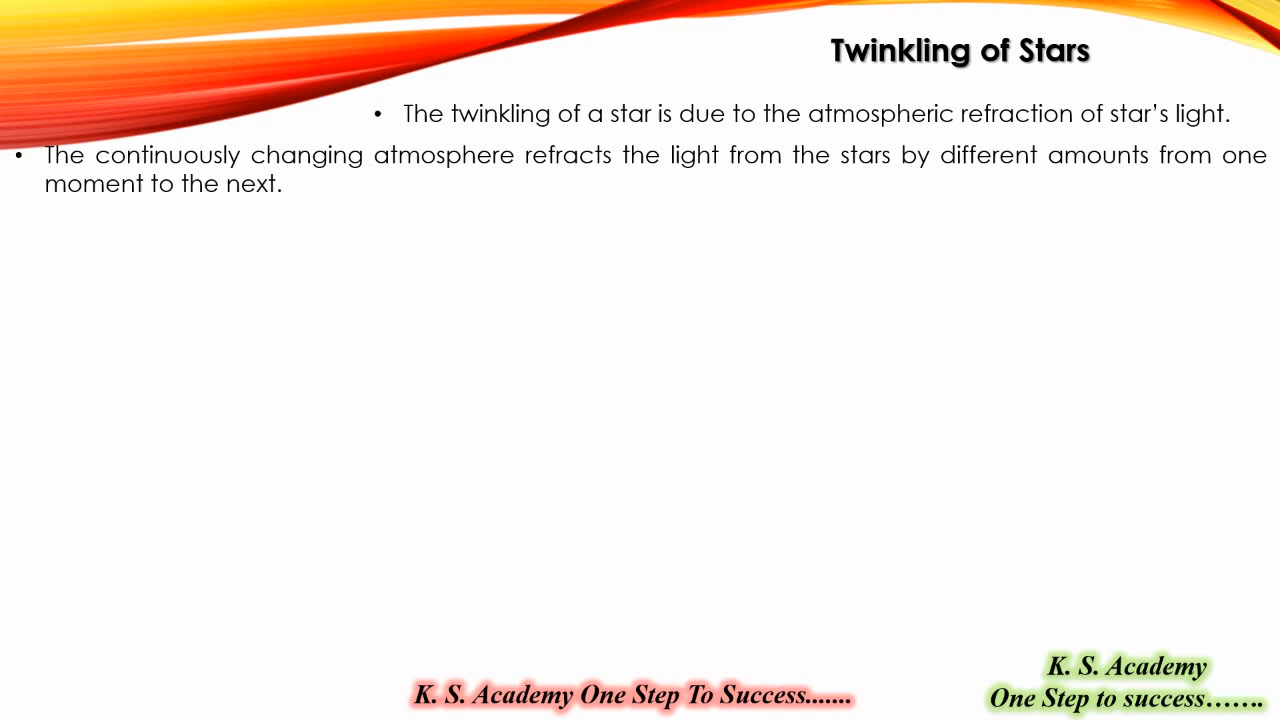 Twinkling of Stars
• The twinkling of a star is due to the atmospheric refraction of star’s light.
• The continuously changing atmosphere refracts the light from the stars by different amounts from one
moment to the next.
K. S. Academy One Step To Success.......
K. S. Academy
One Step to success…….